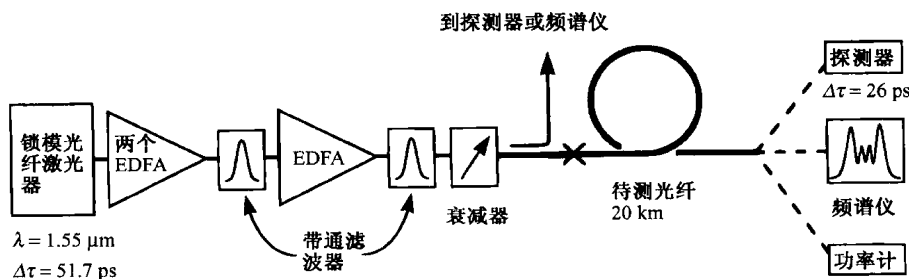 到探测器或频谱仪
锁模光
纤激光
器
λ = 1.55 μm
Δτ = 51.7 ps
两个
EDFA
EDFA
带通滤
波器
衰减器
待测光纤
20 km
探测器
Δτ = 26 ps
频谱仪
功率计